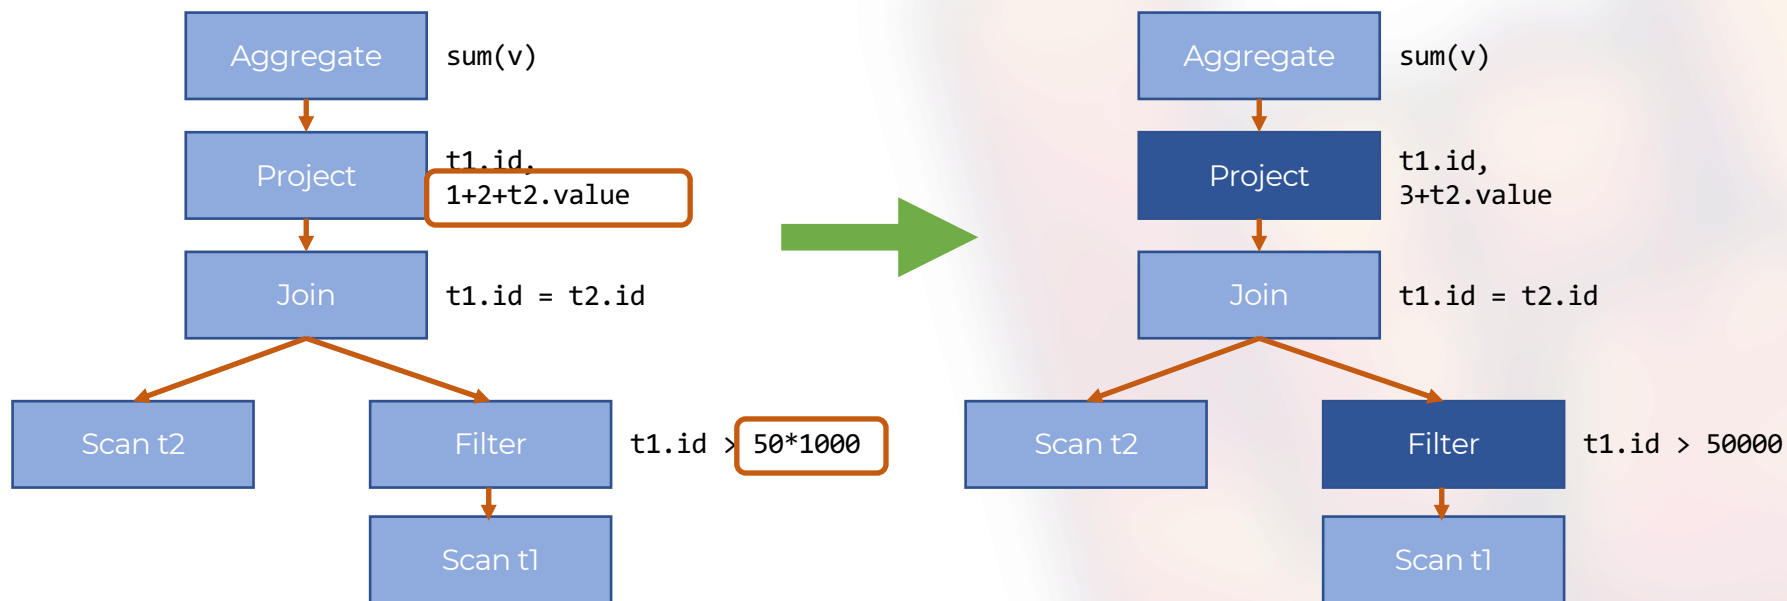 Aggregate sum(v)
Project t1.id,
1+2+t2.value
Join t1.id = t2.id
Scan t2
Filter t1.id > 50*1000
Scan t1
Aggregate sum(v)
Project t1.id,
3+t2.value
Join t1.id = t2.id
Scan t2
Filter t1.id > 50000
Scan t1